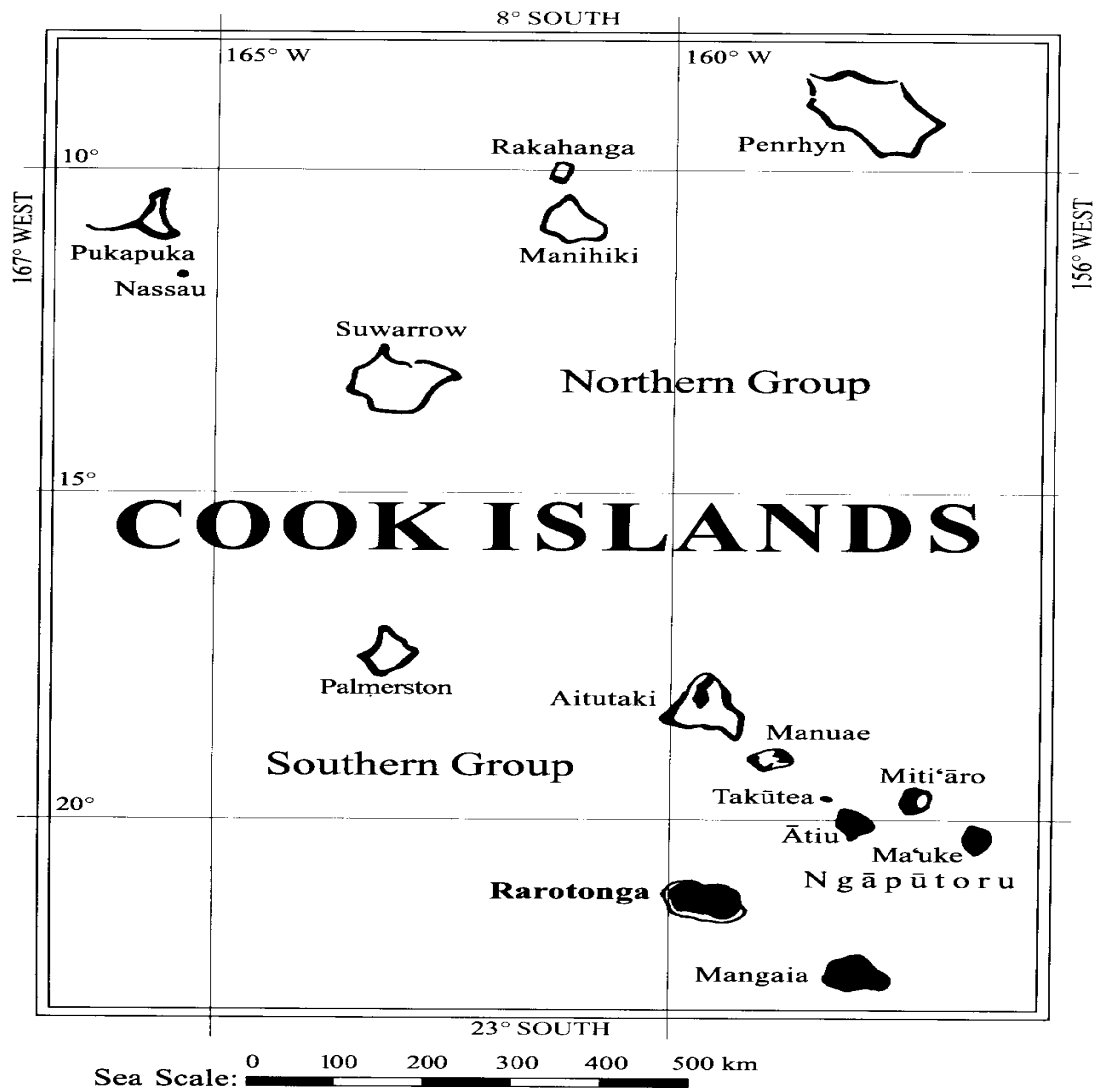 8° SOUTH
165° W
160° W
Penrhyn
Rakahanga
10°
167° WEST
156° WEST
Pukapuka
Manihiki
Nassau
Suwarrow
Northern Group
15°
COOK ISLANDS
Palmerston
Aitutaki
Manuae
Southern Group
Miti‘āro
Takūtea
20°
Ātiu
Ma‘uke
Ngāpūtoru
Rarotonga
Mangaia
23° SOUTH
Sea Scale: 0 100 200 300 400 500 km